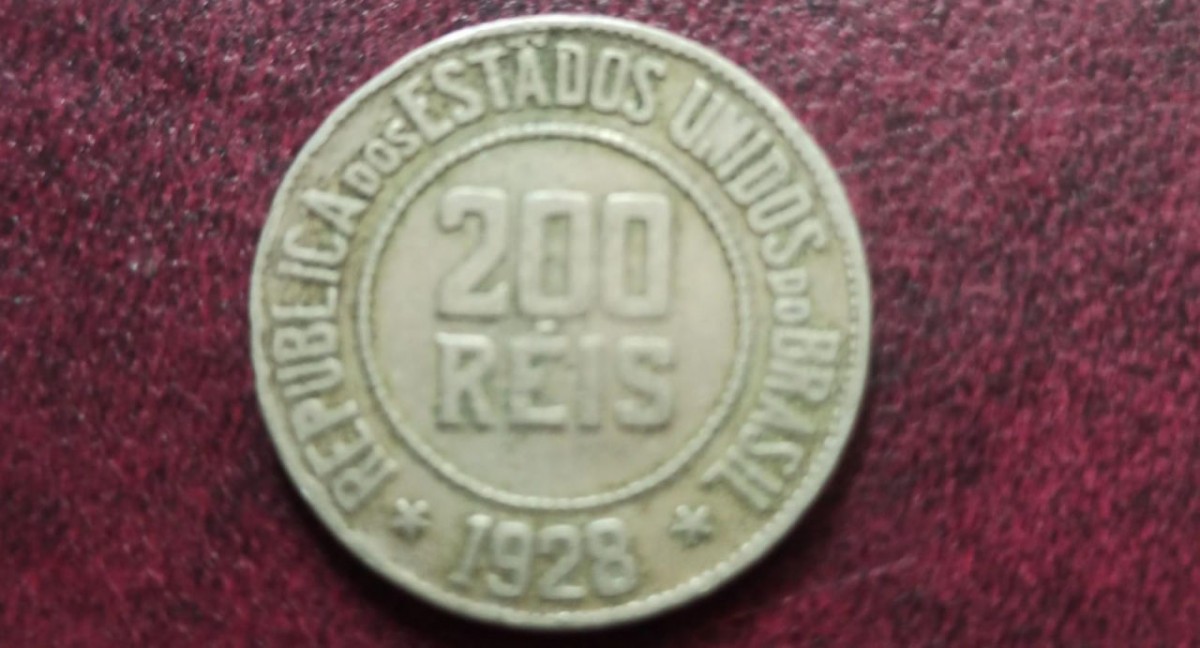 REPUBLICA DOS ESTADOS UNIDOS DO BRASIL
200
RÉIS
* 1928 *